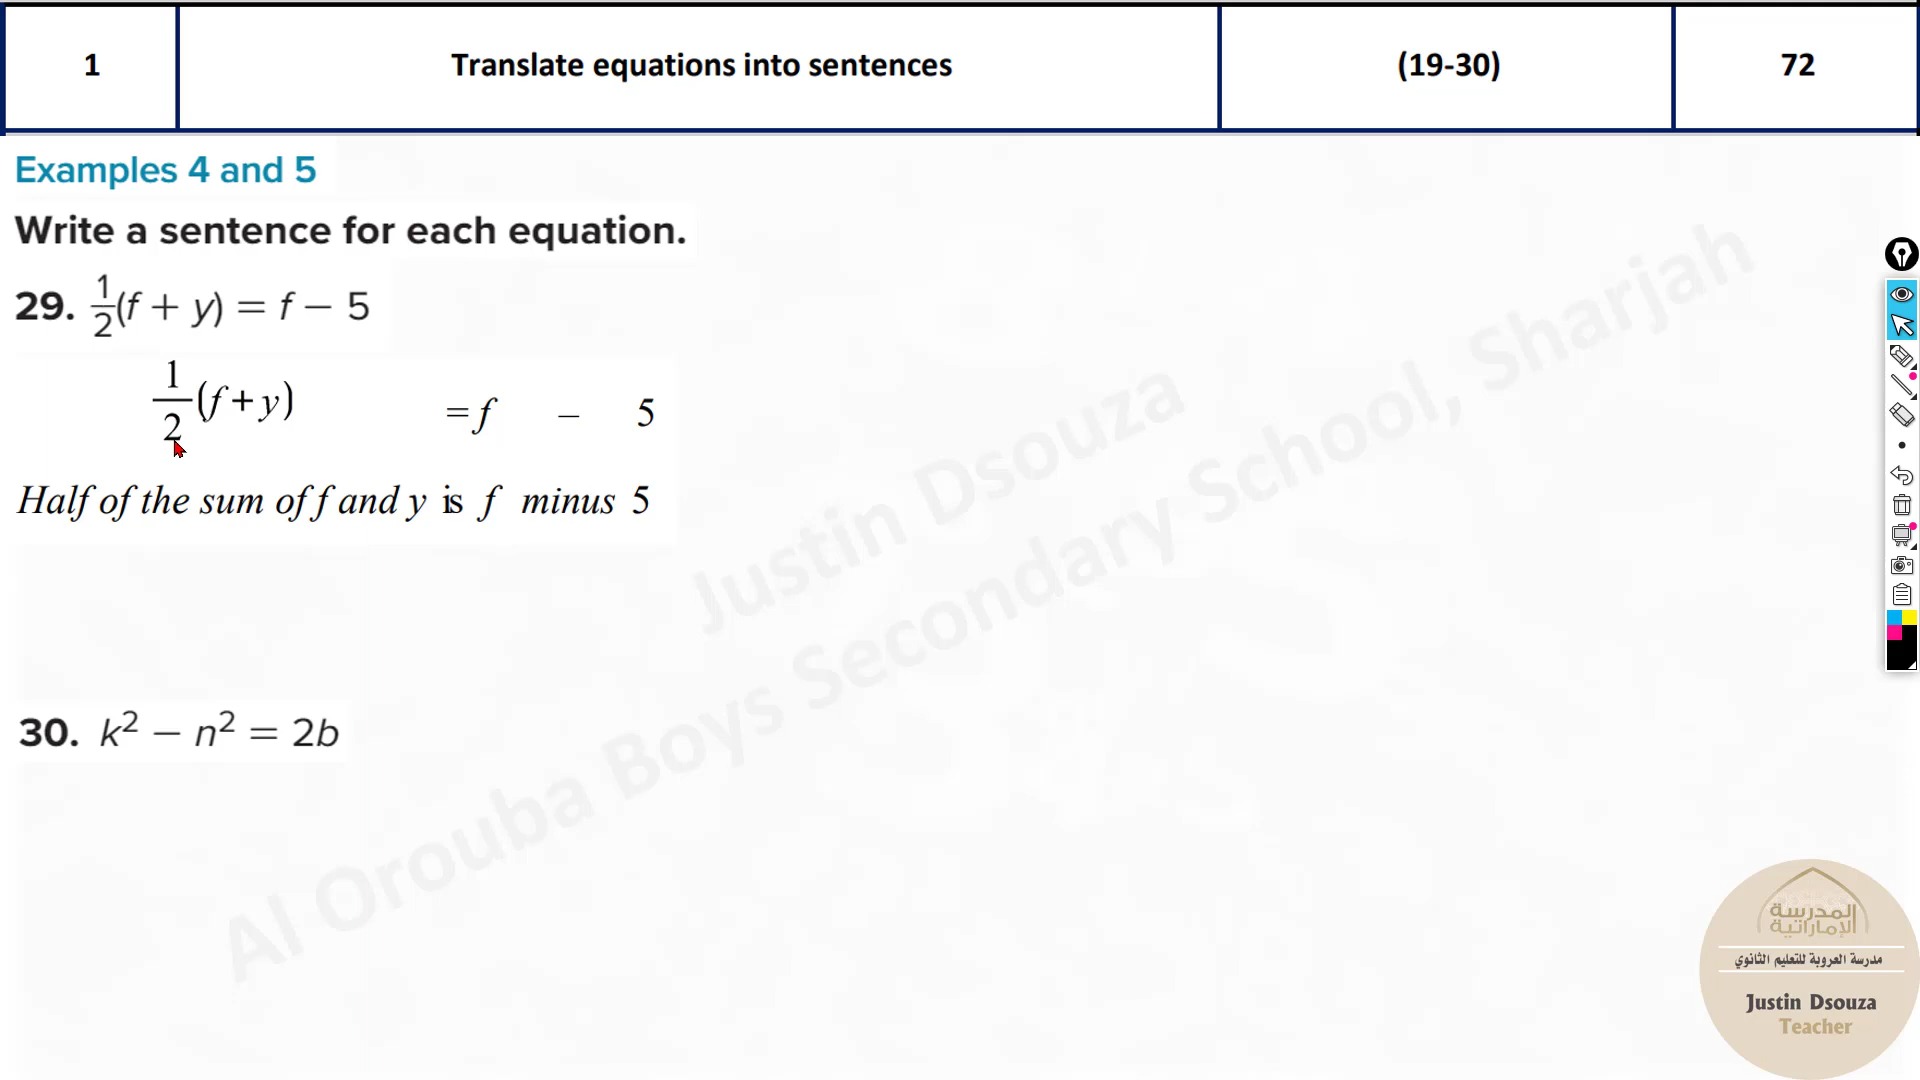 1 Translate equations into sentences (19-30) 72
Examples 4 and 5
Write a sentence for each equation.
29. 1/2(f + y) = f − 5
1/2(f + y) = f − 5
Half of the sum of f and y is f minus 5
30. k² − n² = 2b
Justin Dsouza
Al Orouba Boys Secondary School, Sharjah
المدرسة
الإماراتية
مدرسة العروبة للتعليم الثانوي
Justin Dsouza
Teacher